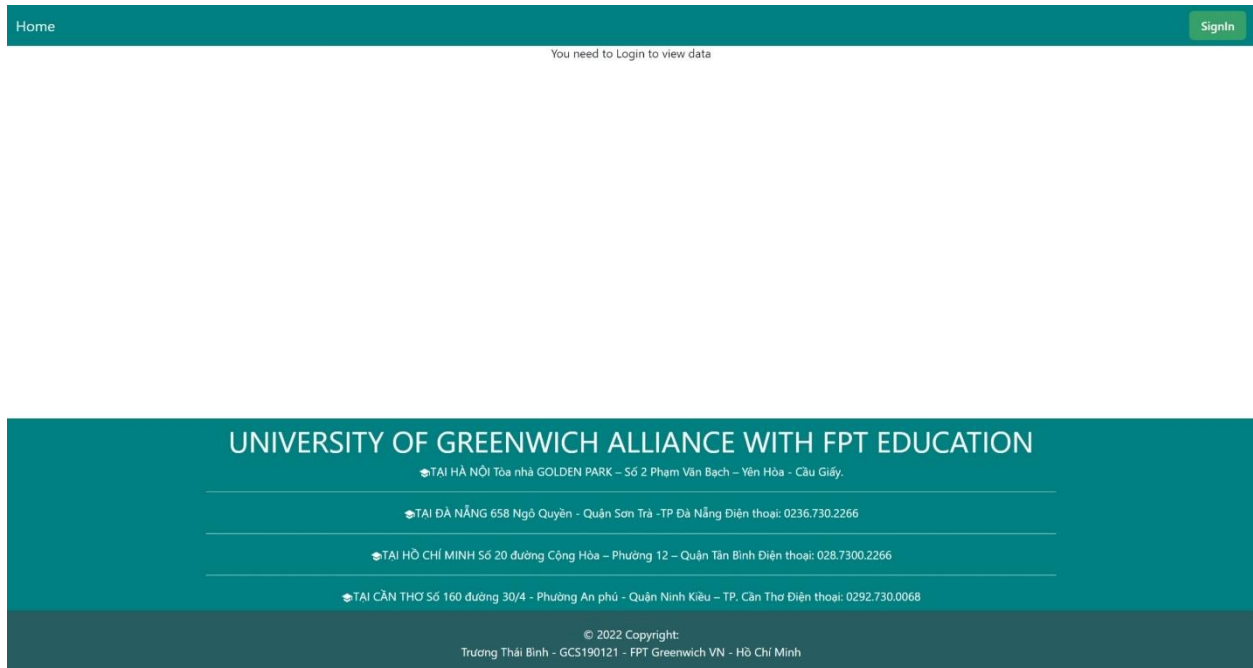 Home
SignIn
You need to Login to view data
UNIVERSITY OF GREENWICH ALLIANCE WITH FPT EDUCATION
TẠI HÀ NỘI Tòa nhà GOLDEN PARK – Số 2 Phạm Văn Bạch – Yên Hòa - Cầu Giấy.
TẠI ĐÀ NẴNG 658 Ngô Quyền - Quận Sơn Trà -TP Đà Nẵng Điện thoại: 0236.730.2266
TẠI HỒ CHÍ MINH Số 20 đường Cộng Hòa – Phường 12 – Quận Tân Bình Điện thoại: 028.7300.2266
TẠI CẦN THƠ Số 160 đường 30/4 - Phường An phú - Quận Ninh Kiều – TP. Cần Thơ Điện thoại: 0292.730.0068
© 2022 Copyright:
Trương Thái Bình - GCS190121 - FPT Greenwich VN - Hồ Chí Minh